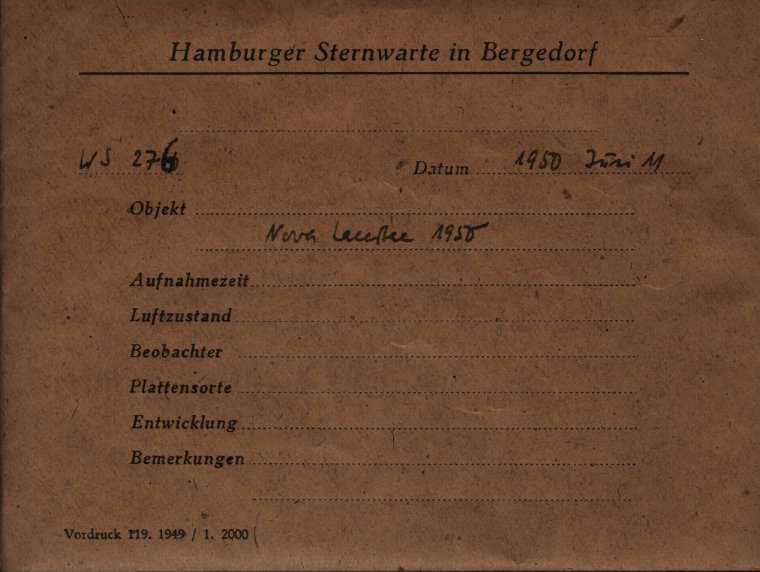 Hamburger Sternwarte in Bergedorf
WS 276
Datum 1950 Juni 11
Objekt
Nova Lacertae 1950
Aufnahmezeit
Luftzustand
Beobachter
Plattensorte
Entwicklung
Bemerkungen
Vordruck 119. 1949 / 1. 2000